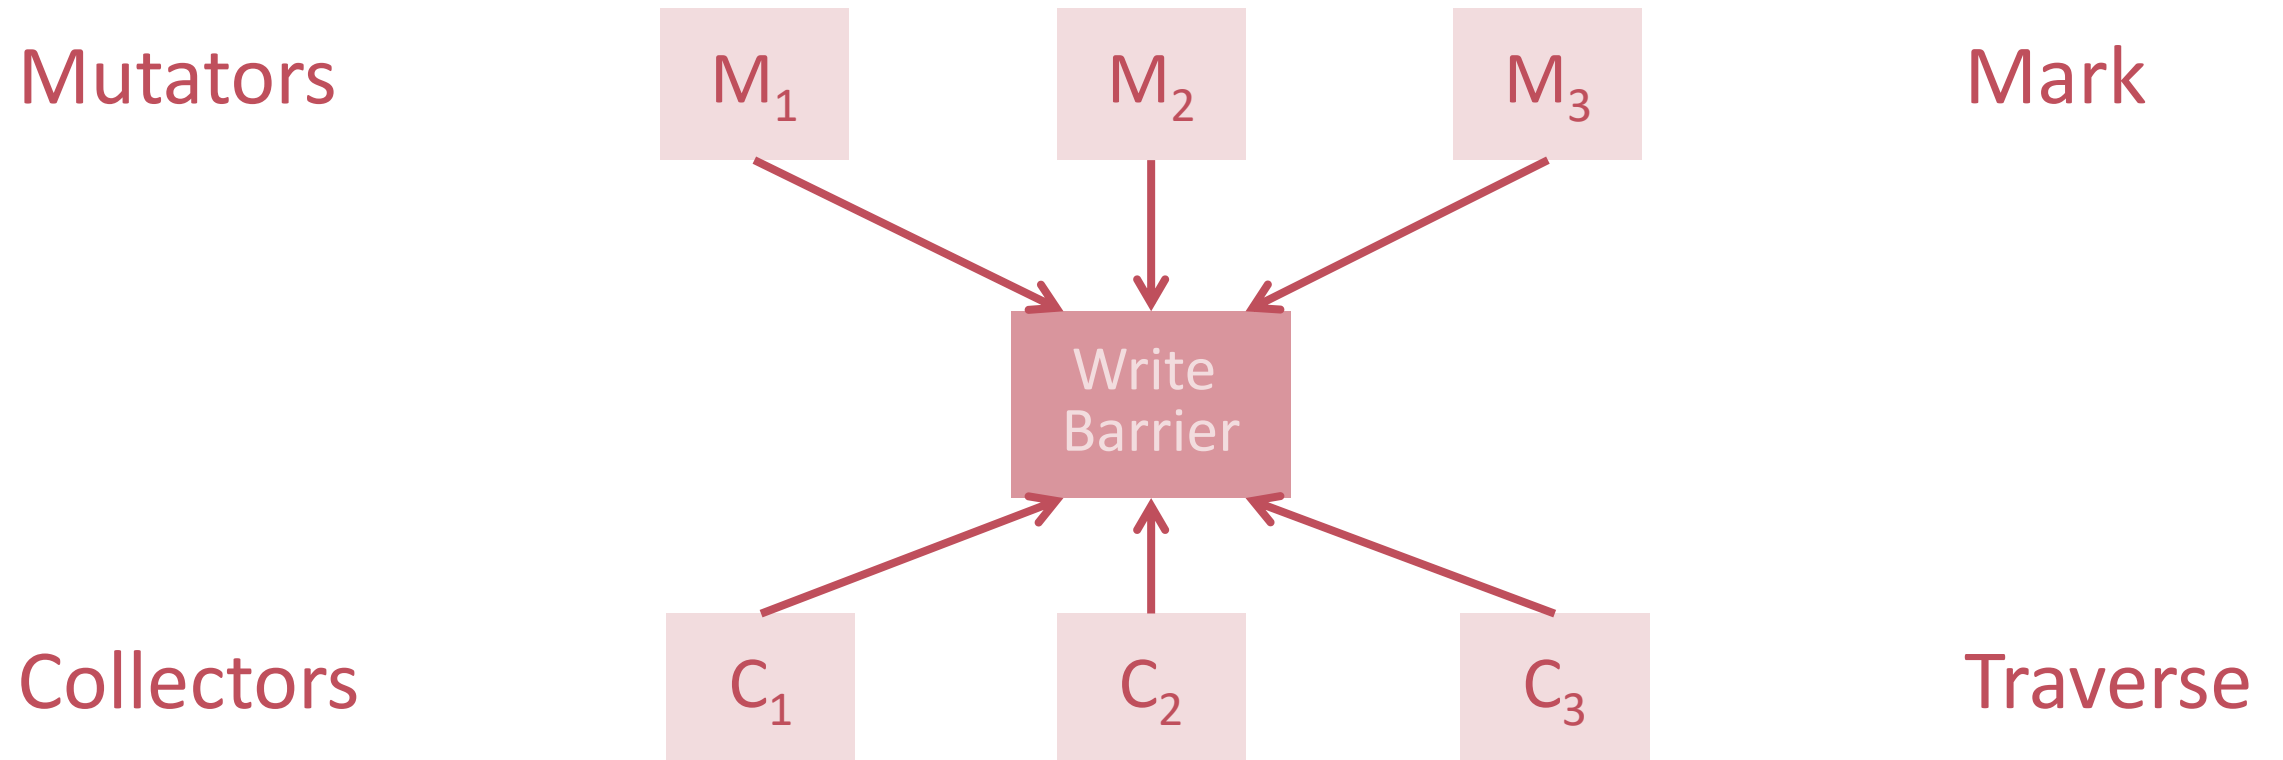 Mutators M₁ M₂ M₃ Mark
Write
Barrier
Collectors C₁ C₂ C₃ Traverse